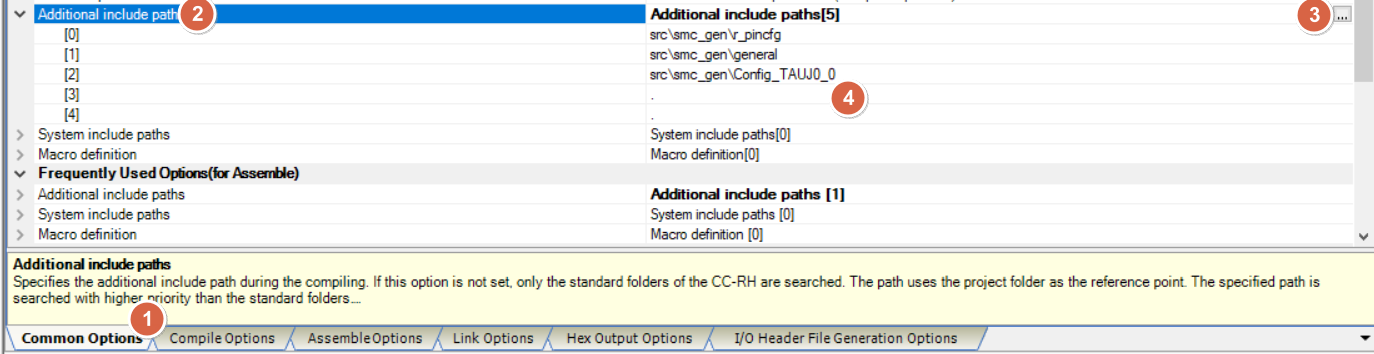 Additional include path 2 Additional include paths[5] 3 ...
[0] src\smc_gen\r_pincfg
[1] src\smc_gen\general
[2] src\smc_gen\Config_TAUJ0_0
[3] . 4
[4] .
System include paths System include paths[0]
Macro definition Macro definition[0]
Frequently Used Options(for Assemble)
Additional include paths Additional include paths [1]
System include paths System include paths [0]
Macro definition Macro definition [0]
Additional include paths
Specifies the additional include path during the compiling. If this option is not set, only the standard folders of the CC-RH are searched. The path uses the project folder as the reference point. The specified path is
searched with higher priority than the standard folders....
1
Common Options Compile Options Assemble Options Link Options Hex Output Options I/O Header File Generation Options